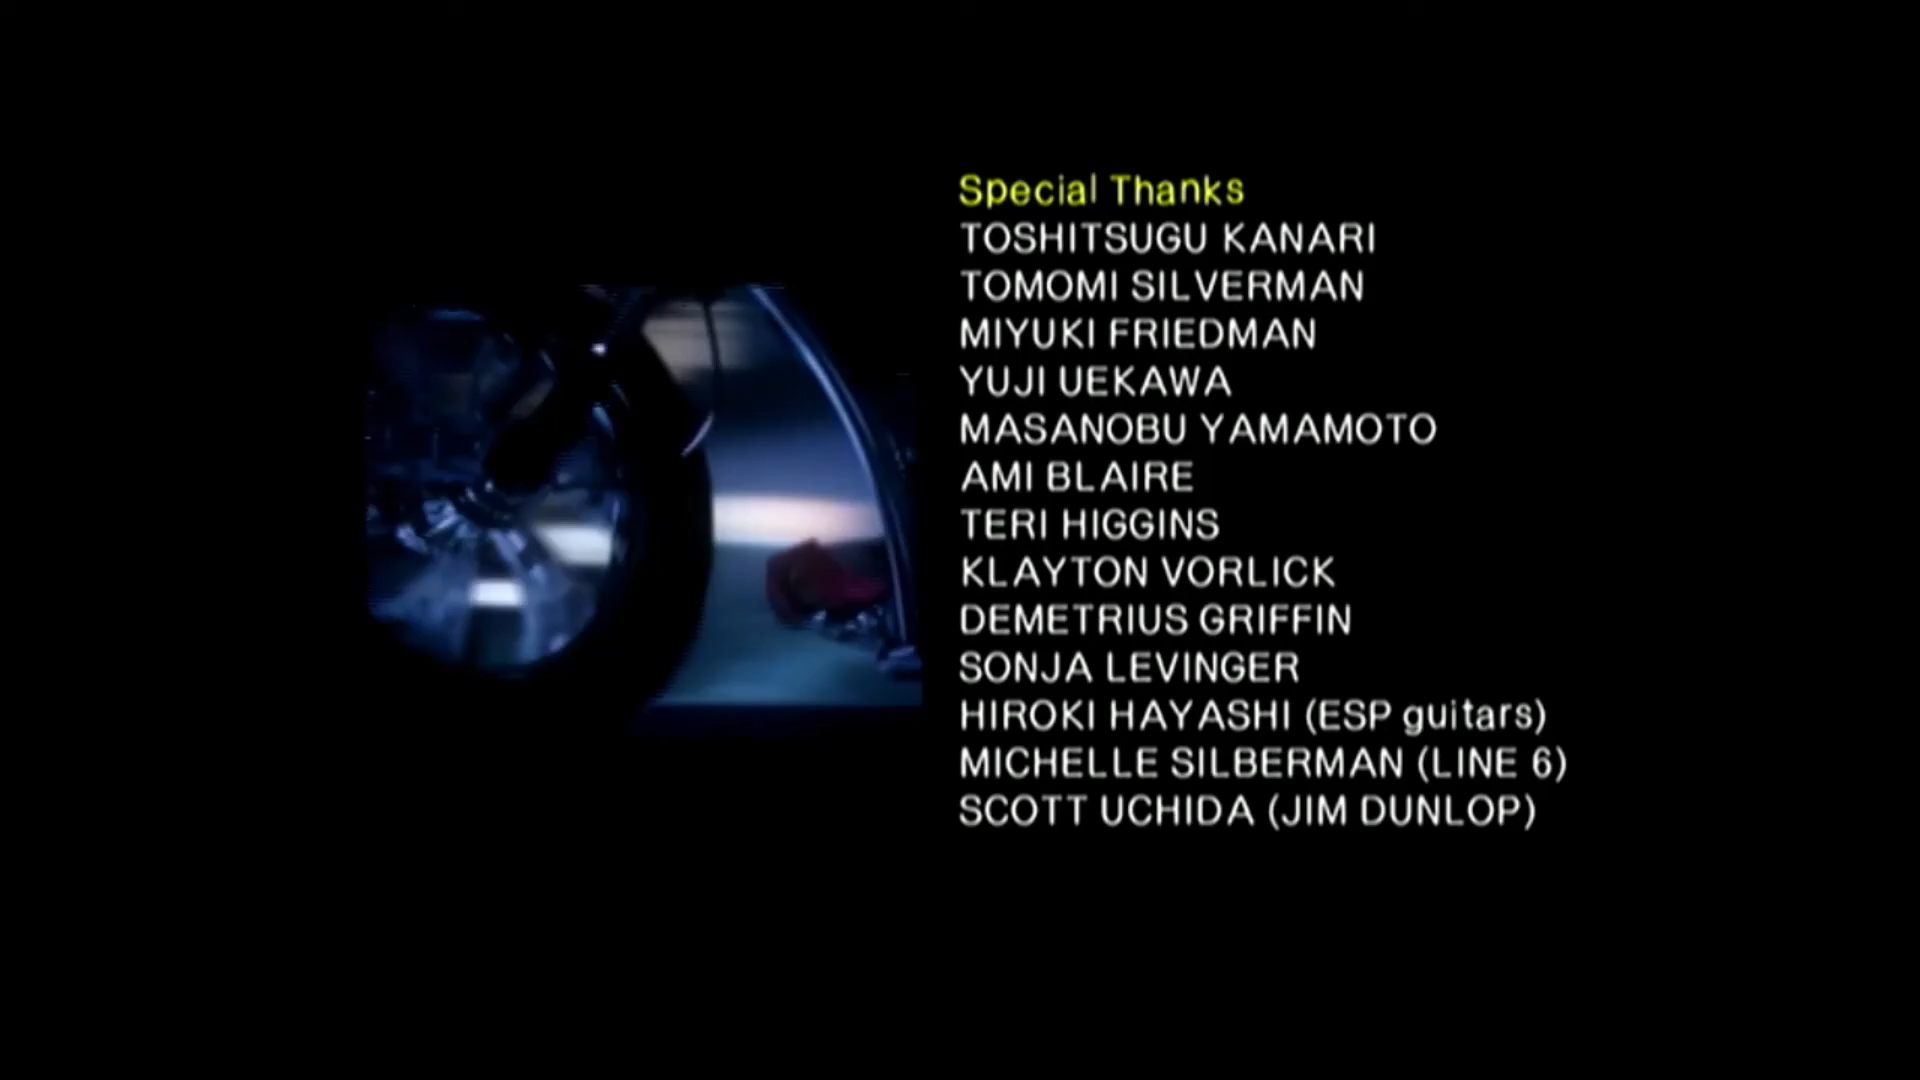 Special Thanks
TOSHITSUGU KANARI
TOMOMI SILVERMAN
MIYUKI FRIEDMAN
YUJI UEKAWA
MASANOBU YAMAMOTO
AMI BLAIRE
TERI HIGGINS
KLAYTON VORLICK
DEMETRIUS GRIFFIN
SONJA LEVINGER
HIROKI HAYASHI (ESP guitars)
MICHELLE SILBERMAN (LINE 6)
SCOTT UCHIDA (JIM DUNLOP)